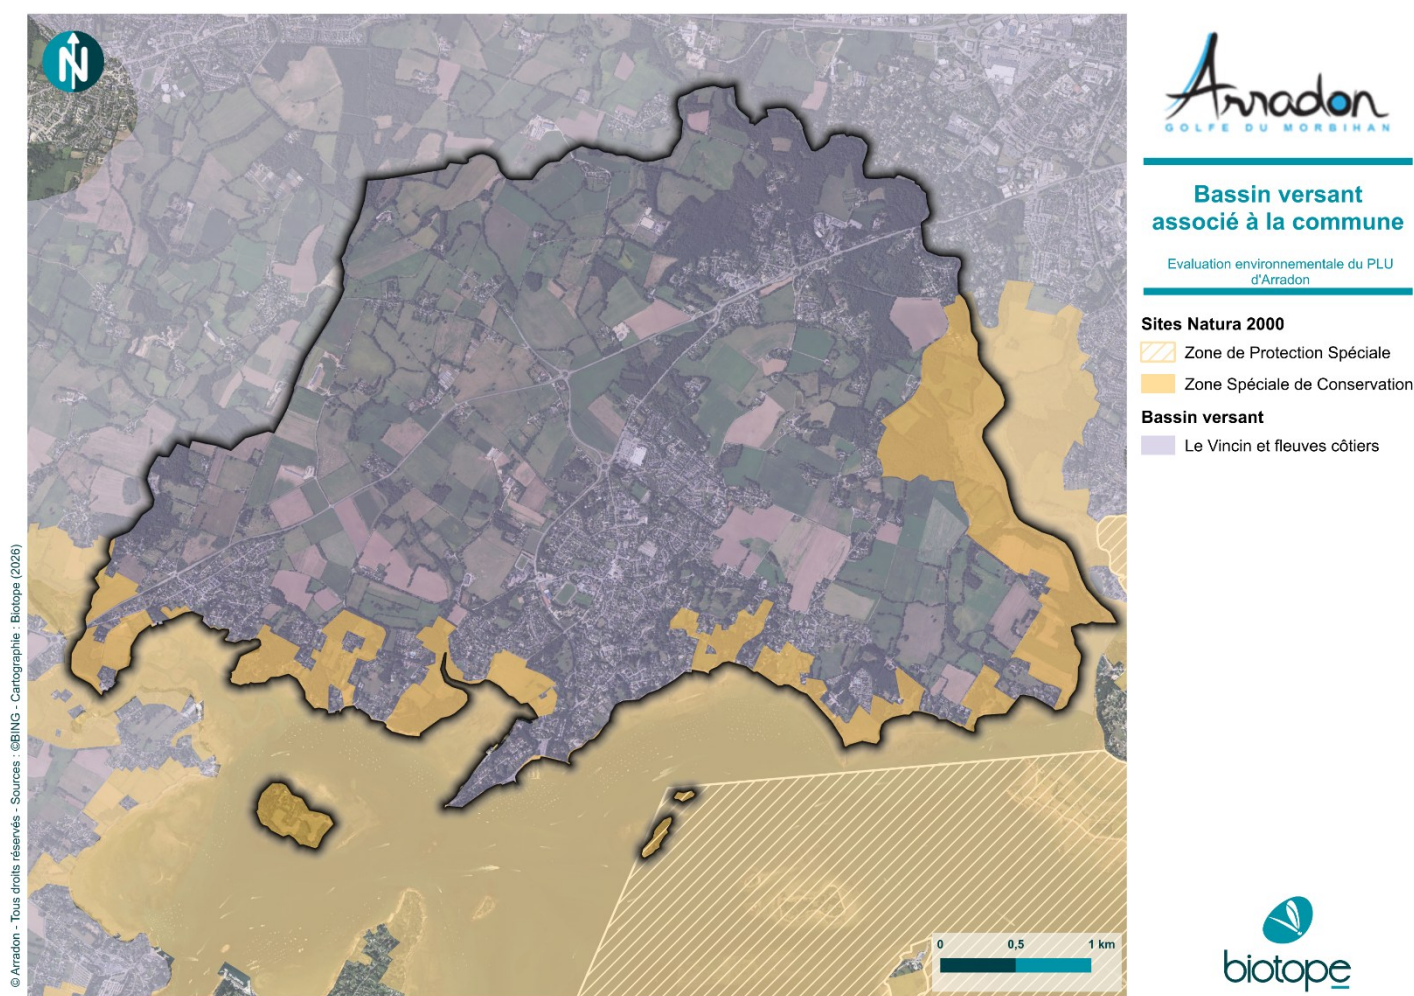 N
Arradon
GOLFE DU MORBIHAN
Bassin versant
associé à la commune
Evaluation environnementale du PLU
d'Arradon
Sites Natura 2000
Zone de Protection Spéciale
Zone Spéciale de Conservation
Bassin versant
Le Vincin et fleuves côtiers
© Arradon - Tous droits réservés - Sources : ©BING - Cartographie : Biotope (2026)
0 0,5 1 km
biotope